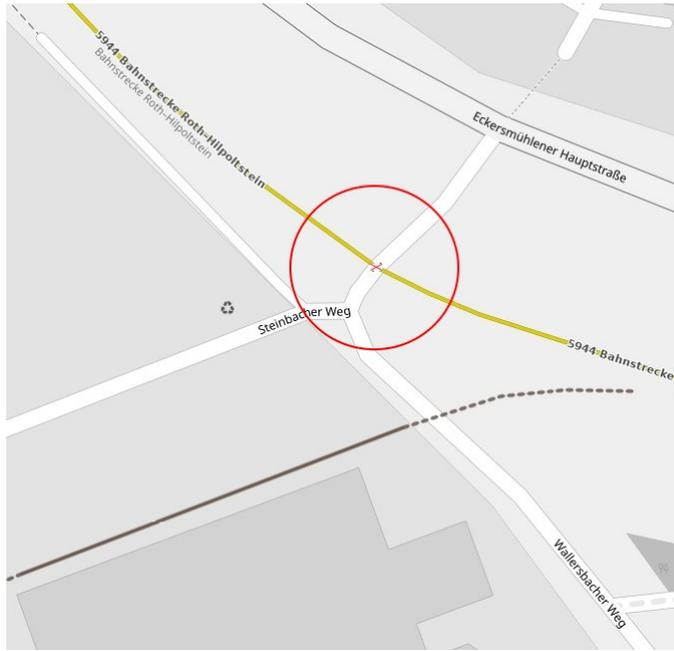 5944 Bahnstrecke Roth-Hilpoltstein
Bahnstrecke Roth-Hilpoltstein
Eckersmühlener Hauptstraße
Steinbacher Weg
5944 Bahnstrecke
Wallersbacher Weg